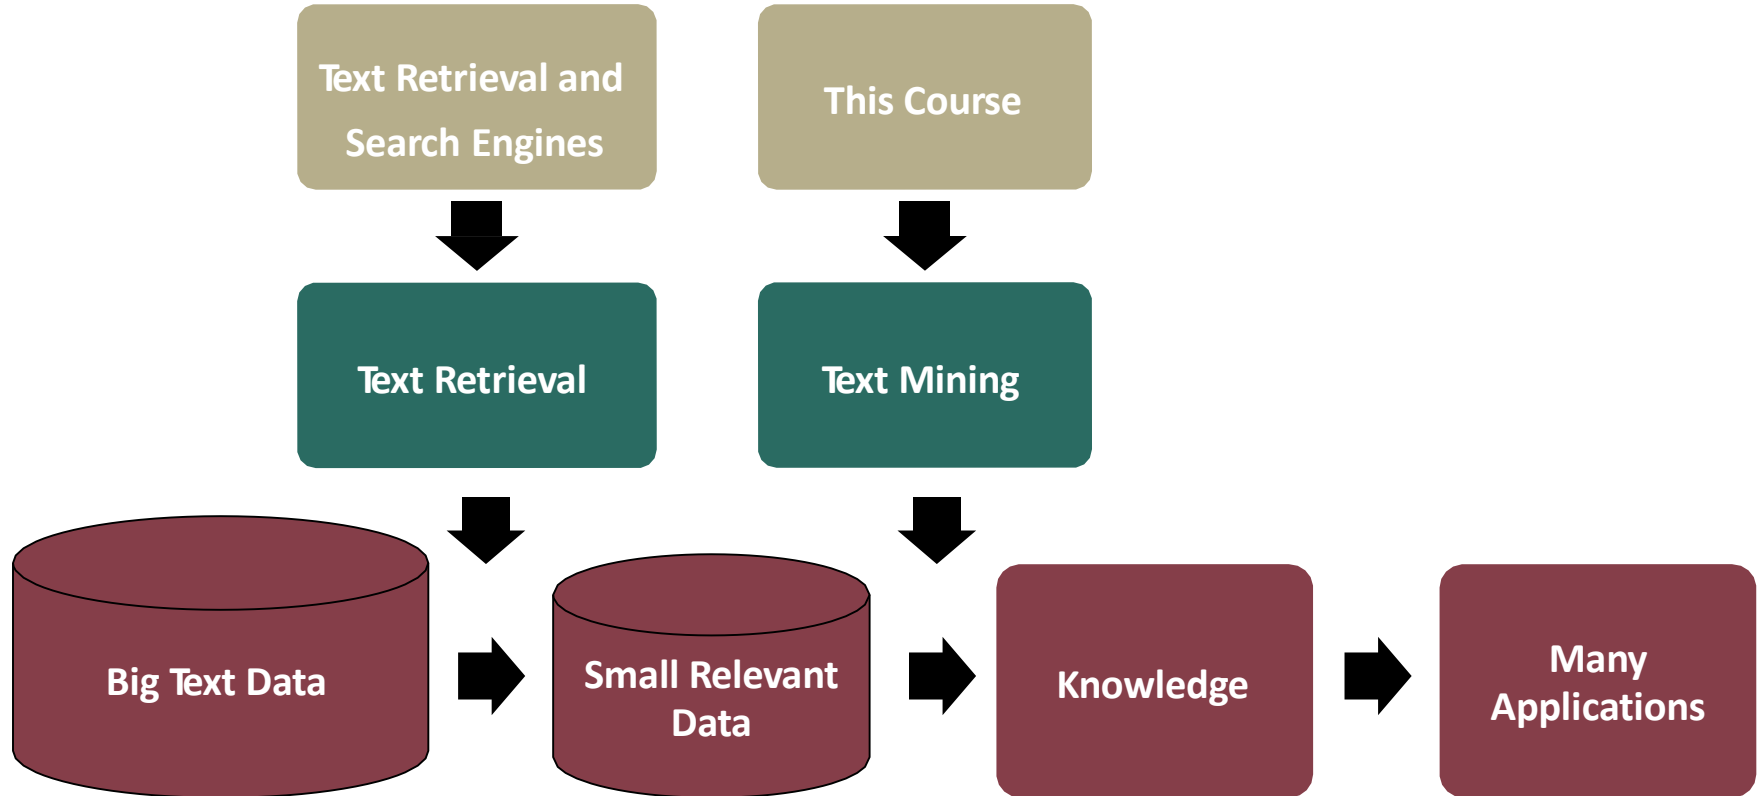 Text Retrieval and
Search Engines
This Course
Text Retrieval
Text Mining
Big Text Data
Small Relevant
Data
Knowledge
Many
Applications